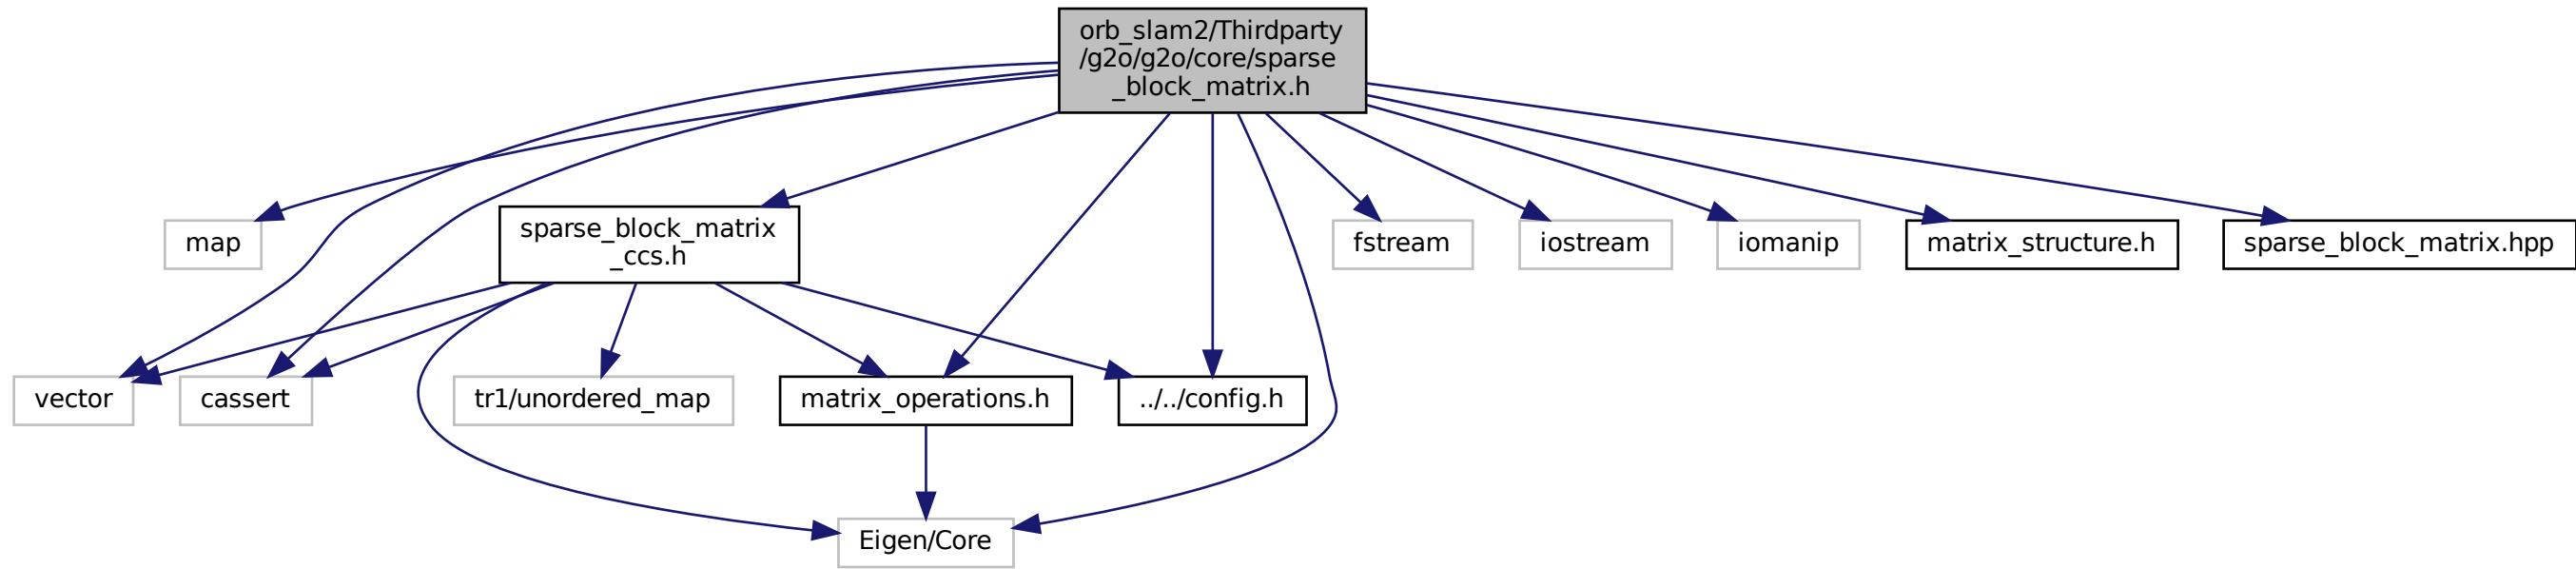 orb_slam2/Thirdparty
/g2o/g2o/core/sparse
_block_matrix.h
map
sparse_block_matrix
_ccs.h
fstream
iostream
iomanip
matrix_structure.h
sparse_block_matrix.hpp
vector
cassert
tr1/unordered_map
matrix_operations.h
../../config.h
Eigen/Core